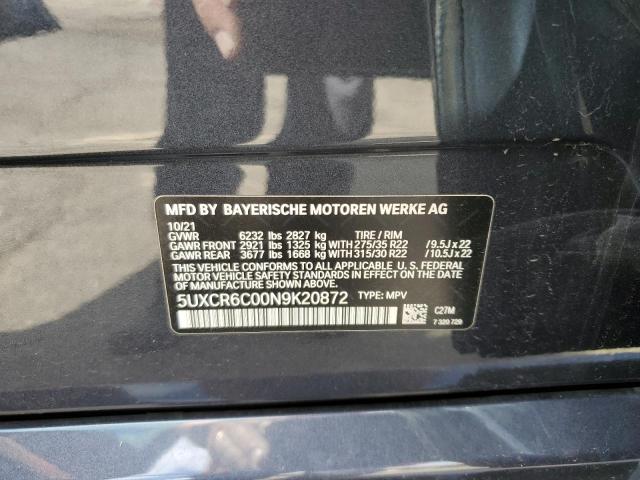 MFD BY BAYERISCHE MOTOREN WERKE AG
10/21
GVWR 6232 lbs 2827 kg TIRE / RIM
GAWR FRONT 2921 lbs 1325 kg WITH 275/35 R22 /9.5J x 22
GAWR REAR 3677 lbs 1668 kg WITH 315/30 R22 /10.5J x 22
THIS VEHICLE CONFORMS TO ALL APPLICABLE U.S. FEDERAL
MOTOR VEHICLE SAFETY STANDARDS IN EFFECT ON THE DATE
OF MANUFACTURE SHOWN ABOVE.
5UXCR6C00N9K20872 TYPE: MPV
C27M
7 320 729